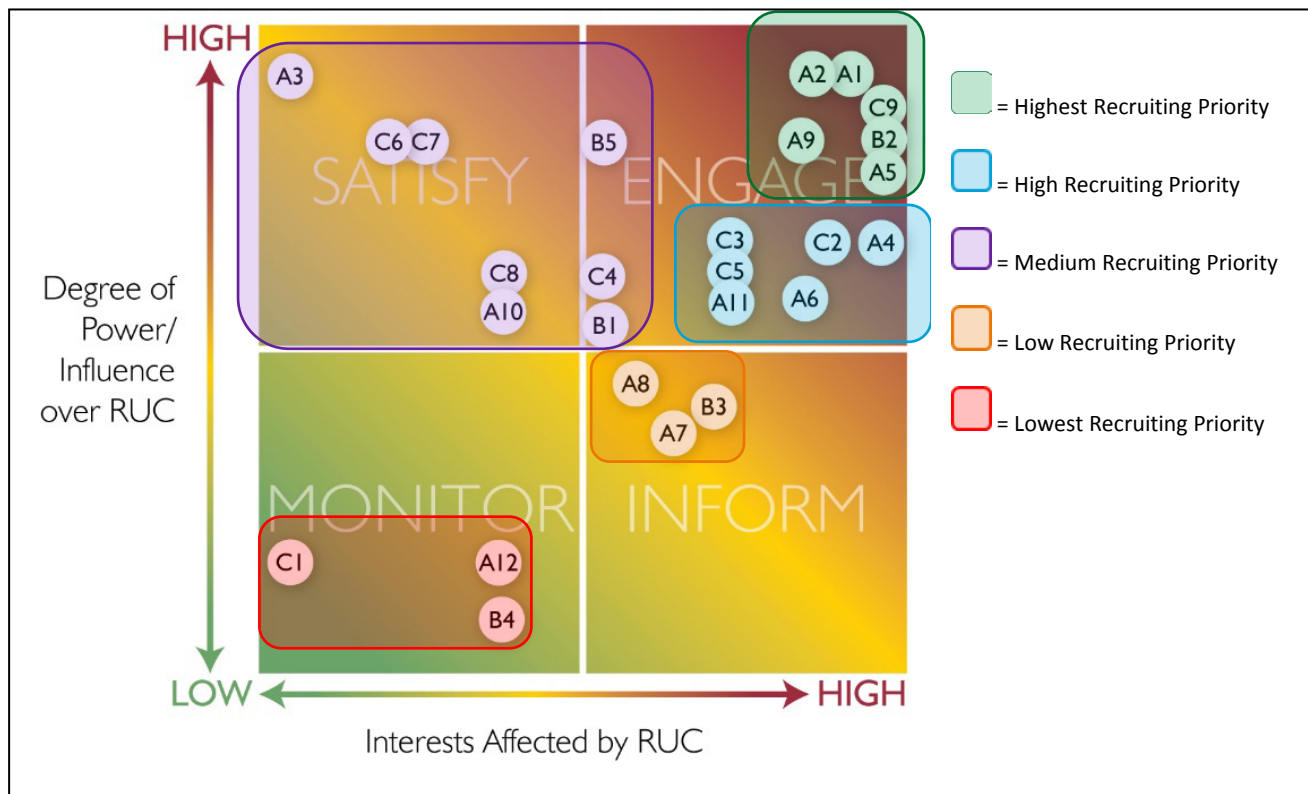 HIGH
A3
A2
A1
C9
C6
C7
B5
A9
B2
A5
SATISFY
ENGAGE
C3
C2
A4
C8
C4
C5
A10
B1
A11
A6
Degree of
Power/
Influence
over RUC
A8
B3
A7
MONITOR
INFORM
C1
A12
B4
LOW
HIGH
Interests Affected by RUC
= Highest Recruiting Priority
= High Recruiting Priority
= Medium Recruiting Priority
= Low Recruiting Priority
= Lowest Recruiting Priority